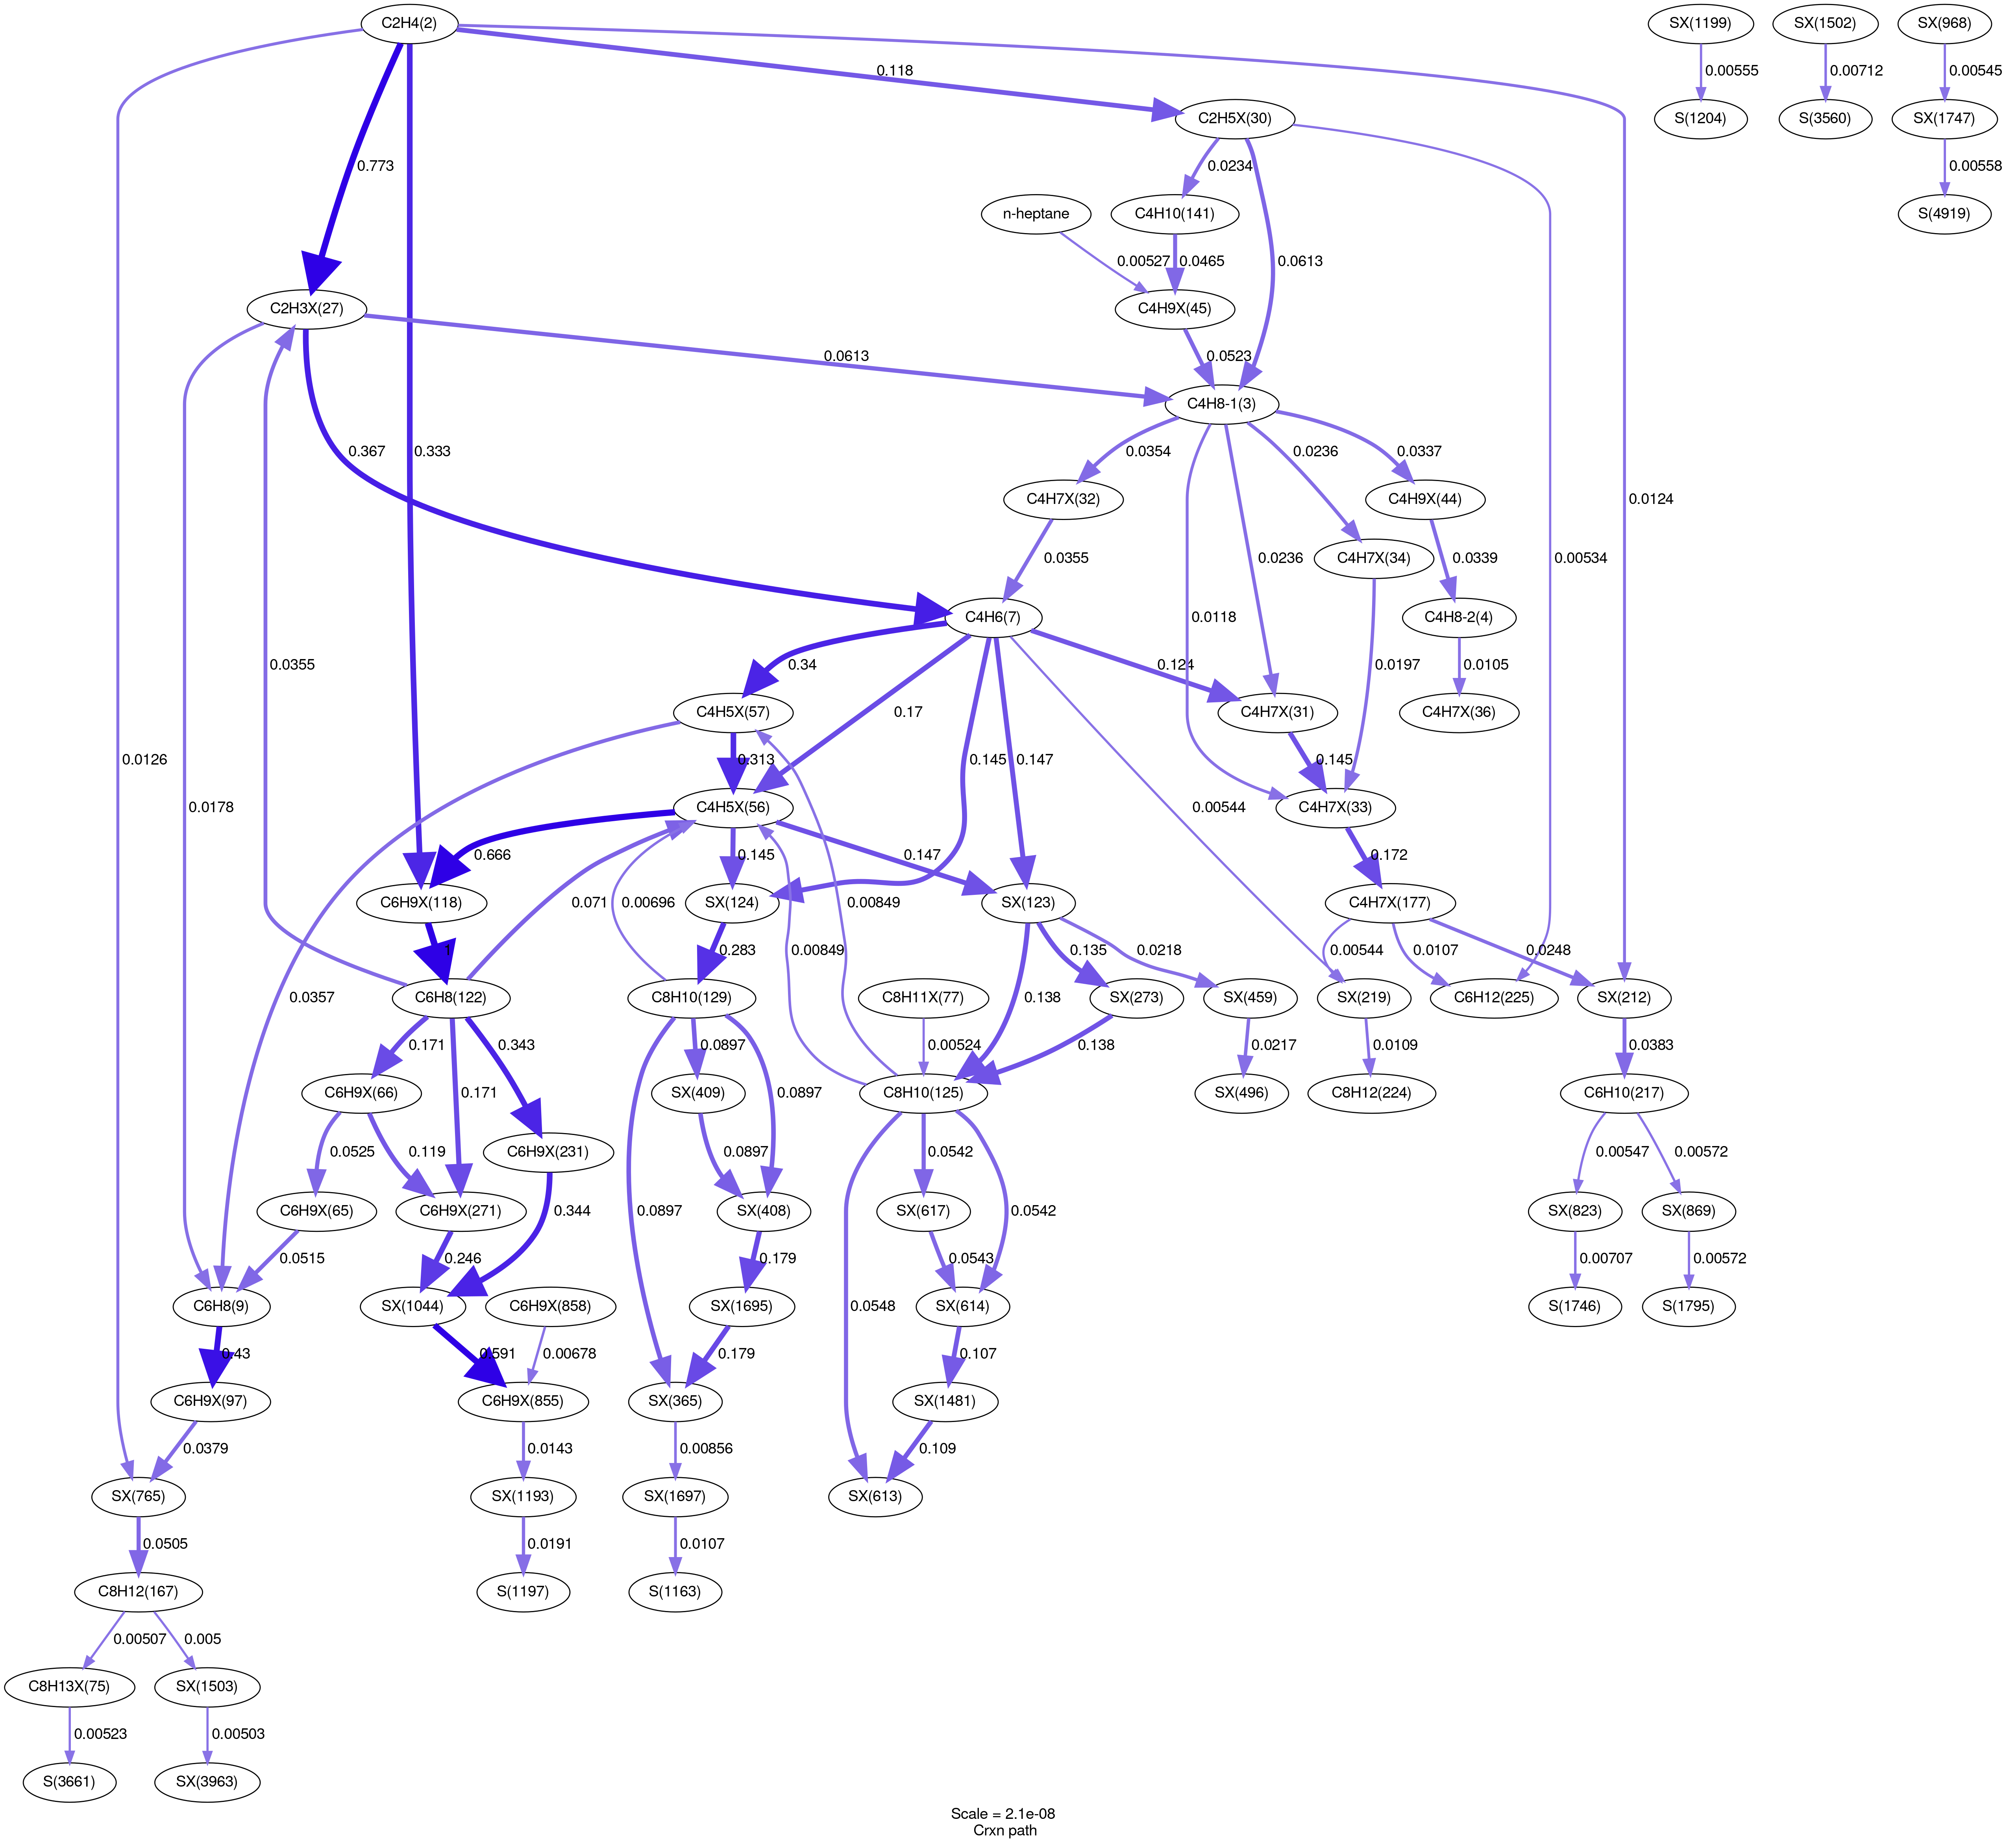 C2H4(2)
SX(1199)
SX(1502)
SX(968)
0.118
0.00555
0.00712
0.00545
C2H5X(30)
S(1204)
S(3560)
SX(1747)
0.773
0.0234
0.00558
n-heptane
C4H10(141)
S(4919)
0.00527
0.0465
0.0613
C2H3X(27)
C4H9X(45)
0.0613
0.0523
C4H8-1(3)
0.367
0.333
0.0354
0.0236
0.0337
C4H7X(32)
C4H9X(44)
0.0124
0.0355
0.0236
C4H7X(34)
0.0339
0.00534
C4H6(7)
C4H8-2(4)
0.0118
0.0355
0.34
0.124
0.0197
0.0105
C4H5X(57)
C4H7X(31)
C4H7X(36)
0.17
0.0126
0.0178
0.313
0.145
0.147
0.145
C4H5X(56)
C4H7X(33)
0.00544
0.666
0.145
0.147
0.172
C6H9X(118)
SX(124)
SX(123)
C4H7X(177)
0.071
0.00696
0.00849
0.00849
1
0.283
0.135
0.0218
0.00544
0.0107
0.0248
0.0357
C6H8(122)
C8H10(129)
C8H11X(77)
0.138
SX(273)
SX(459)
SX(219)
C6H12(225)
SX(212)
0.171
0.343
0.0897
0.00524
0.138
0.0217
0.0109
0.0383
C6H9X(66)
0.171
SX(409)
0.0897
C8H10(125)
SX(496)
C8H12(224)
C6H10(217)
0.0525
0.119
C6H9X(231)
0.0897
0.0542
0.00547
0.00572
C6H9X(65)
C6H9X(271)
0.0897
SX(408)
SX(617)
0.0542
SX(823)
SX(869)
0.0515
0.246
0.344
0.179
0.0543
0.00707
0.00572
C6H8(9)
SX(1044)
C6H9X(858)
SX(1695)
0.0548
SX(614)
S(1746)
S(1795)
0.43
0.591
0.00678
0.179
0.107
C6H9X(97)
C6H9X(855)
SX(365)
SX(1481)
0.0379
0.0143
0.00856
0.109
SX(765)
SX(1193)
SX(1697)
SX(613)
0.0505
0.0191
0.0107
C8H12(167)
S(1197)
S(1163)
0.00507
0.005
C8H13X(75)
SX(1503)
0.00523
0.00503
S(3661)
SX(3963)
Scale = 2.1e-08
Crxn path